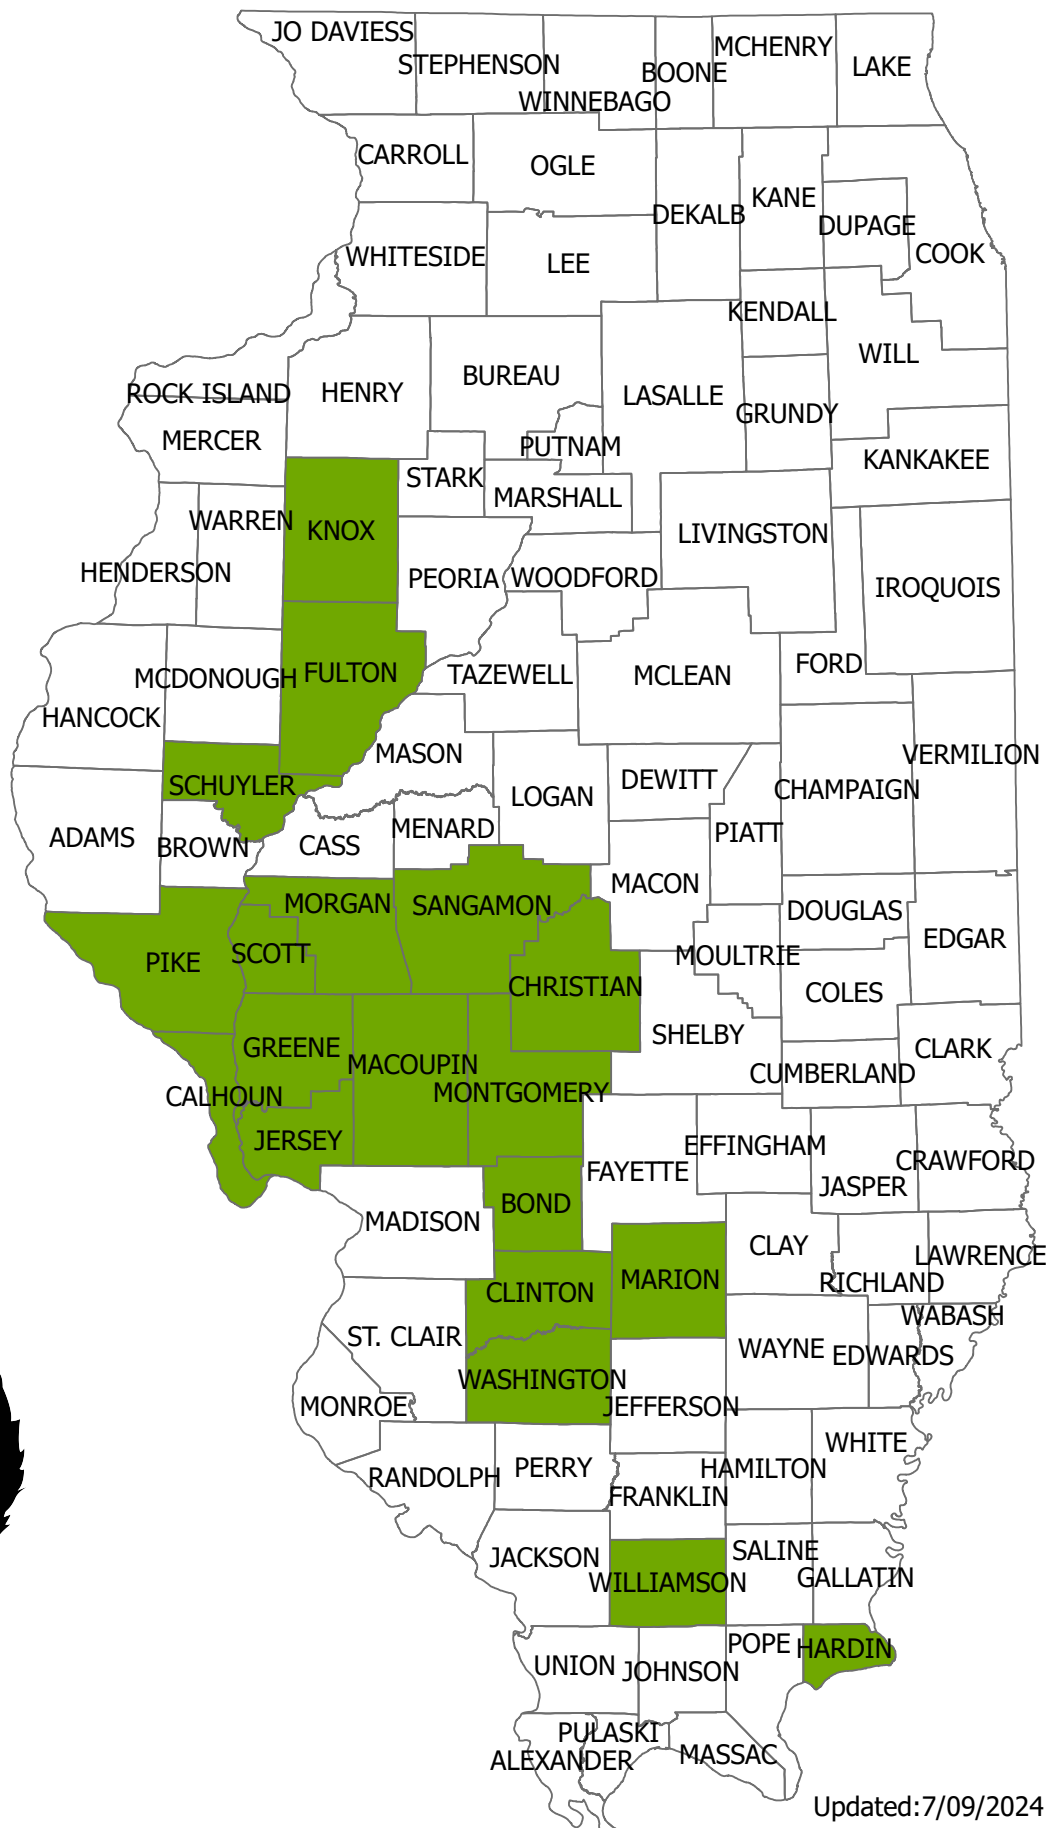 JO DAVIESS
STEPHENSON
WINNEBAGO
BOONE
MCHENRY
LAKE
CARROLL
OGLE
DEKALB
KANE
DUPAGE
COOK
WHITESIDE
LEE
KENDALL
WILL
ROCK ISLAND
HENRY
BUREAU
LASALLE
GRUNDY
MERCER
PUTNAM
KANKAKEE
STARK
MARSHALL
WARREN
KNOX
LIVINGSTON
HENDERSON
PEORIA
WOODFORD
IROQUOIS
MCDONOUGH
FULTON
TAZEWELL
MCLEAN
FORD
HANCOCK
MASON
VERMILION
SCHUYLER
LOGAN
DEWITT
CHAMPAIGN
ADAMS
BROWN
CASS
MENARD
PIATT
MACON
MORGAN
SANGAMON
DOUGLAS
EDGAR
PIKE
SCOTT
MOULTRIE
CHRISTIAN
COLES
SHELBY
GREENE
MACOUPIN
CLARK
CUMBERLAND
CALHOUN
MONTGOMERY
JERSEY
EFFINGHAM
FAYETTE
CRAWFORD
JASPER
BOND
MADISON
CLAY
LAWRENCE
MARION
RICHLAND
CLINTON
WABASH
ST. CLAIR
WAYNE
EDWARDS
WASHINGTON
MONROE
JEFFERSON
WHITE
RANDOLPH
PERRY
HAMILTON
FRANKLIN
JACKSON
SALINE
WILLIAMSON
GALLATIN
UNION
JOHNSON
POPE
HARDIN
PULASKI
ALEXANDER
MASSAC
Updated:7/09/2024